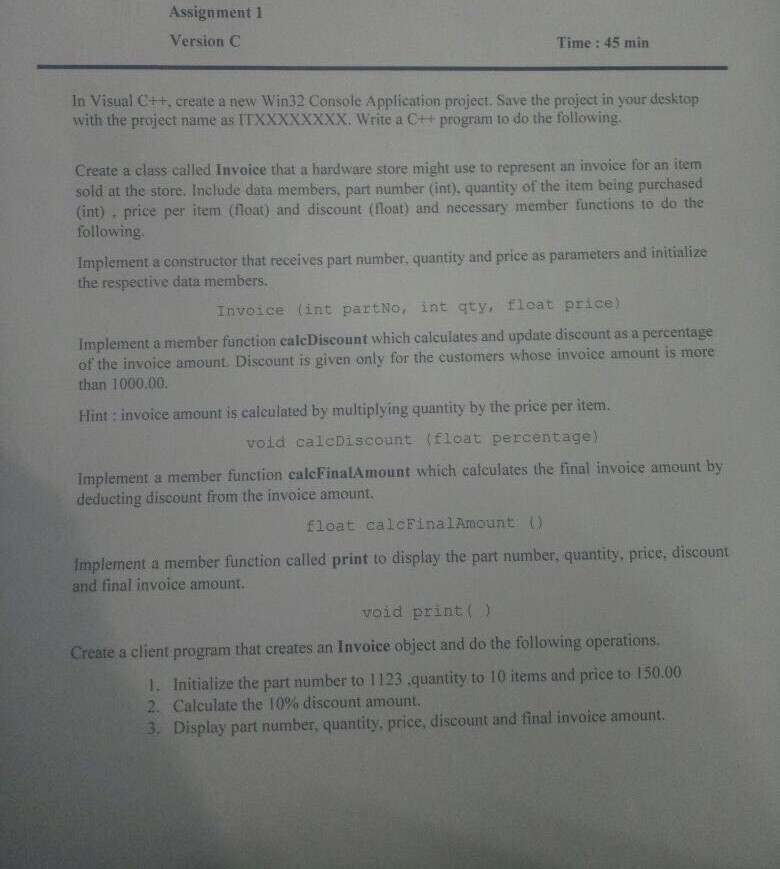 Assignment 1
Version C
Time : 45 min
In Visual C++, create a new Win32 Console Application project. Save the project in your desktop
with the project name as ITXXXXXXXX. Write a C++ program to do the following.
Create a class called Invoice that a hardware store might use to represent an invoice for an item
sold at the store. Include data members, part number (int), quantity of the item being purchased
(int) , price per item (float) and discount (float) and necessary member functions to do the
following.
Implement a constructor that receives part number, quantity and price as parameters and initialize
the respective data members.
Invoice (int partNo, int qty, float price)
Implement a member function calcDiscount which calculates and update discount as a percentage
of the invoice amount. Discount is given only for the customers whose invoice amount is more
than 1000.00.
Hint : invoice amount is calculated by multiplying quantity by the price per item.
void calcDiscount (float percentage)
Implement a member function calcFinalAmount which calculates the final invoice amount by
deducting discount from the invoice amount.
float calcFinalAmount ()
Implement a member function called print to display the part number, quantity, price, discount
and final invoice amount.
void print( )
Create a client program that creates an Invoice object and do the following operations.
1. Initialize the part number to 1123 ,quantity to 10 items and price to 150.00
2. Calculate the 10% discount amount.
3. Display part number, quantity, price, discount and final invoice amount.